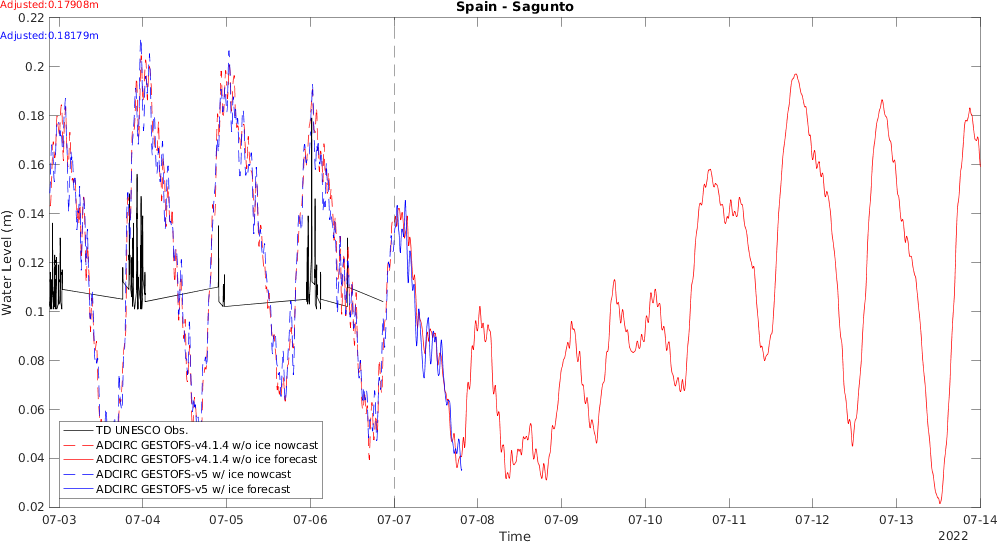 Adjusted:0.17908m
Spain - Sagunto
Adjusted:0.18179m
0.22
0.2
0.18
0.16
0.14
0.12
0.1
0.08
0.06
0.04
0.02
Water Level (m)
TD UNESCO Obs.
ADCIRC GESTOFS-v4.1.4 w/o ice nowcast
ADCIRC GESTOFS-v4.1.4 w/o ice forecast
ADCIRC GESTOFS-v5 w/ ice nowcast
ADCIRC GESTOFS-v5 w/ ice forecast
07-03 07-04 07-05 07-06 07-07 07-08 07-09 07-10 07-11 07-12 07-13 07-14
Time
2022